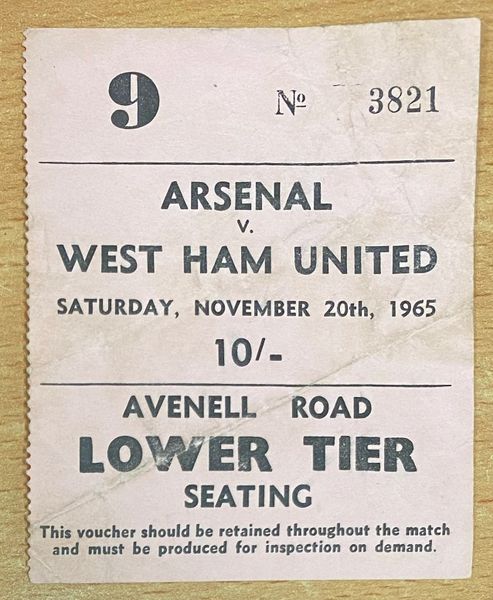 9 Nº 3821
ARSENAL
V.
WEST HAM UNITED
SATURDAY, NOVEMBER 20th, 1965
10/-
AVENELL ROAD
LOWER TIER
SEATING
This voucher should be retained throughout the match
and must be produced for inspection on demand.